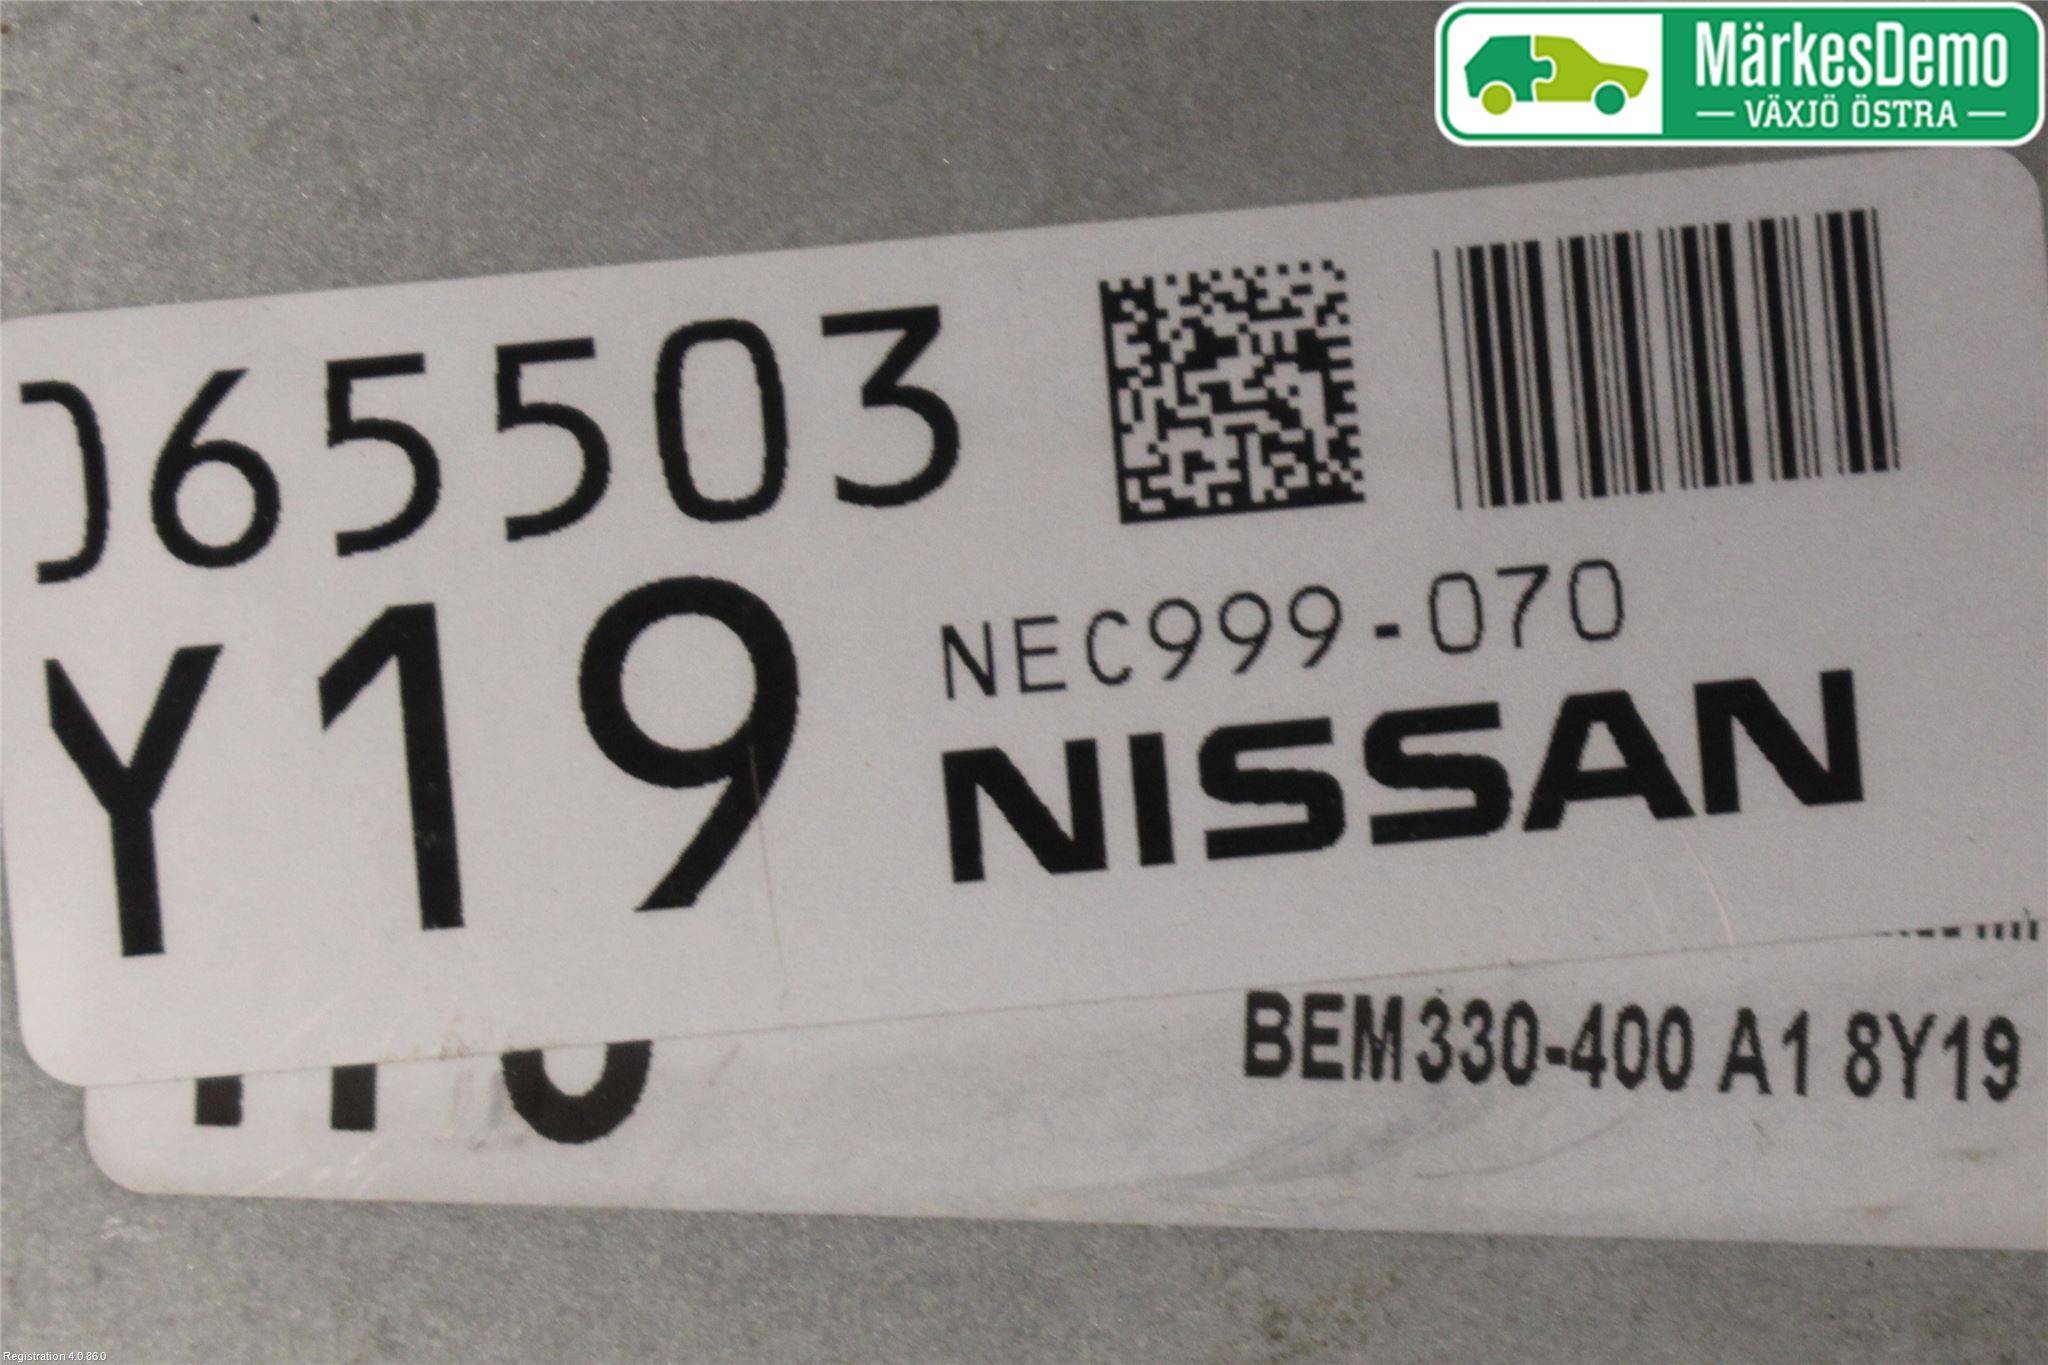 MärkesDemo
VÄXJÖ ÖSTRA
065503
Y19
NEC999-070
NISSAN
BEM330-400 A1 8Y19
Registration 4.0.86.0